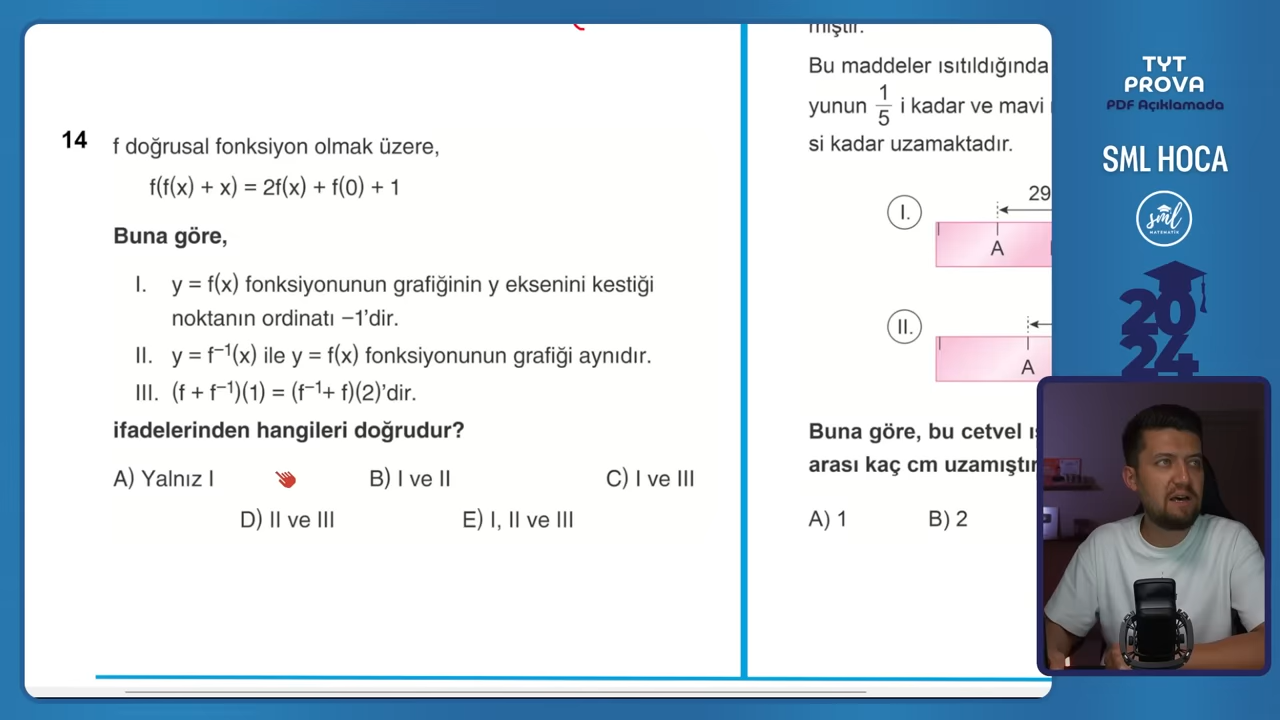 14
f doğrusal fonksiyon olmak üzere,
f(f(x) + x) = 2f(x) + f(0) + 1
Buna göre,
I. y = f(x) fonksiyonunun grafiğinin y eksenini kestiği
noktanın ordinatı −1’dir.
II. y = f⁻¹(x) ile y = f(x) fonksiyonunun grafiği aynıdır.
III. (f + f⁻¹)(1) = (f⁻¹+ f)(2)’dir.
ifadelerinden hangileri doğrudur?
A) Yalnız I B) I ve II C) I ve III
D) II ve III E) I, II ve III
mıştır.
Bu maddeler ısıtıldığında
yunun 1/5 i kadar ve mavi
si kadar uzamaktadır.
I.
29
A
II.
A
Buna göre, bu cetvel ıs
arası kaç cm uzamıştır
A) 1 B) 2
TYT
PROVA
PDF Açıklamada
SML HOCA
sml
MATEMATİK
20
24